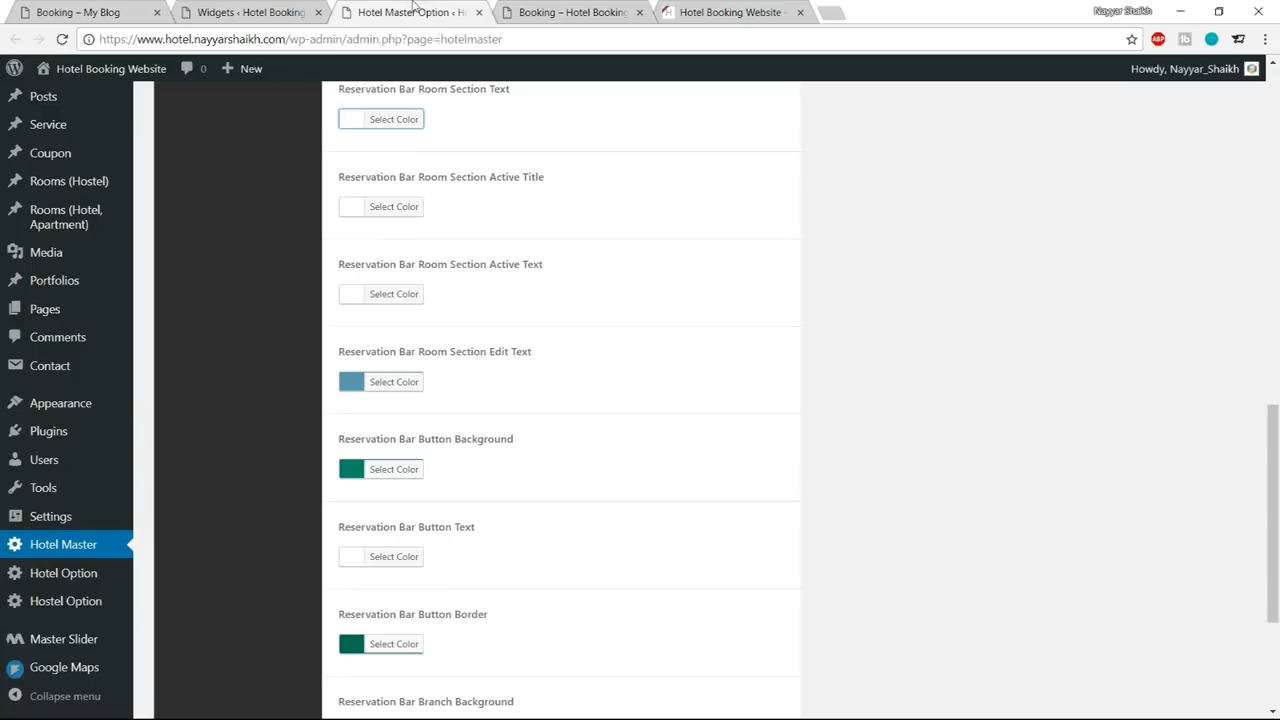 Booking – My Blog
Widgets ‹ Hotel Booking
Hotel Master Option ‹ H
Booking – Hotel Booking
Hotel Booking Website –
Nayyar Shaikh
https://www.hotel.nayyarshaikh.com/wp-admin/admin.php?page=hotelmaster
ABP
Hotel Booking Website
0
New
Howdy, Nayyar_Shaikh
Posts
Service
Coupon
Rooms (Hostel)
Rooms (Hotel,
Apartment)
Media
Portfolios
Pages
Comments
Contact
Appearance
Plugins
Users
Tools
Settings
Hotel Master
Hotel Option
Hostel Option
Master Slider
Google Maps
Collapse menu
Reservation Bar Room Section Text
Select Color
Reservation Bar Room Section Active Title
Select Color
Reservation Bar Room Section Active Text
Select Color
Reservation Bar Room Section Edit Text
Select Color
Reservation Bar Button Background
Select Color
Reservation Bar Button Text
Select Color
Reservation Bar Button Border
Select Color
Reservation Bar Branch Background